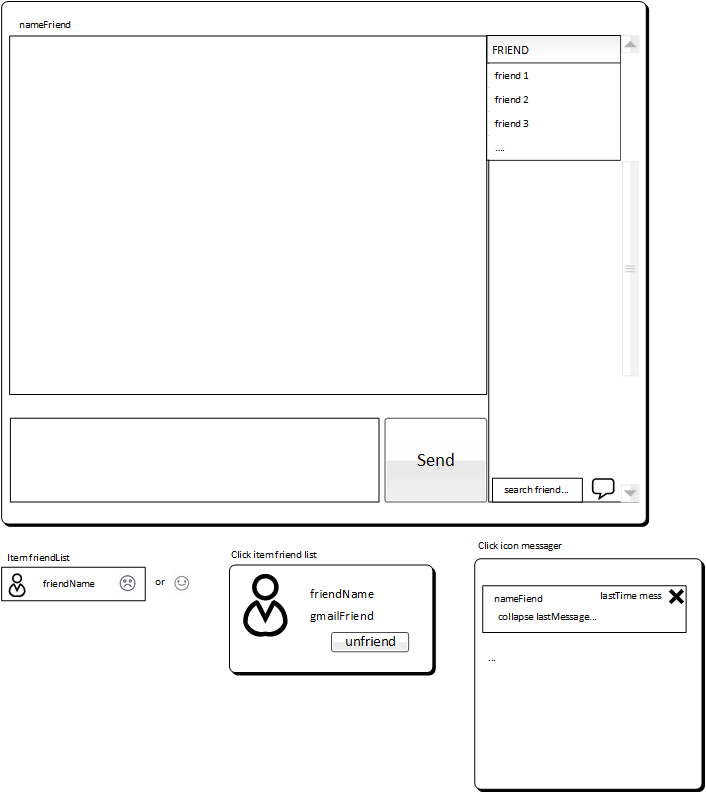 nameFriend
FRIEND
friend 1
friend 2
friend 3
....
Send
search friend...
Item friendList
friendName
or
Click item friend list
friendName
gmailFriend
unfriend
Click icon messager
nameFiend
lastTime mess
collapse lastMessage...
...